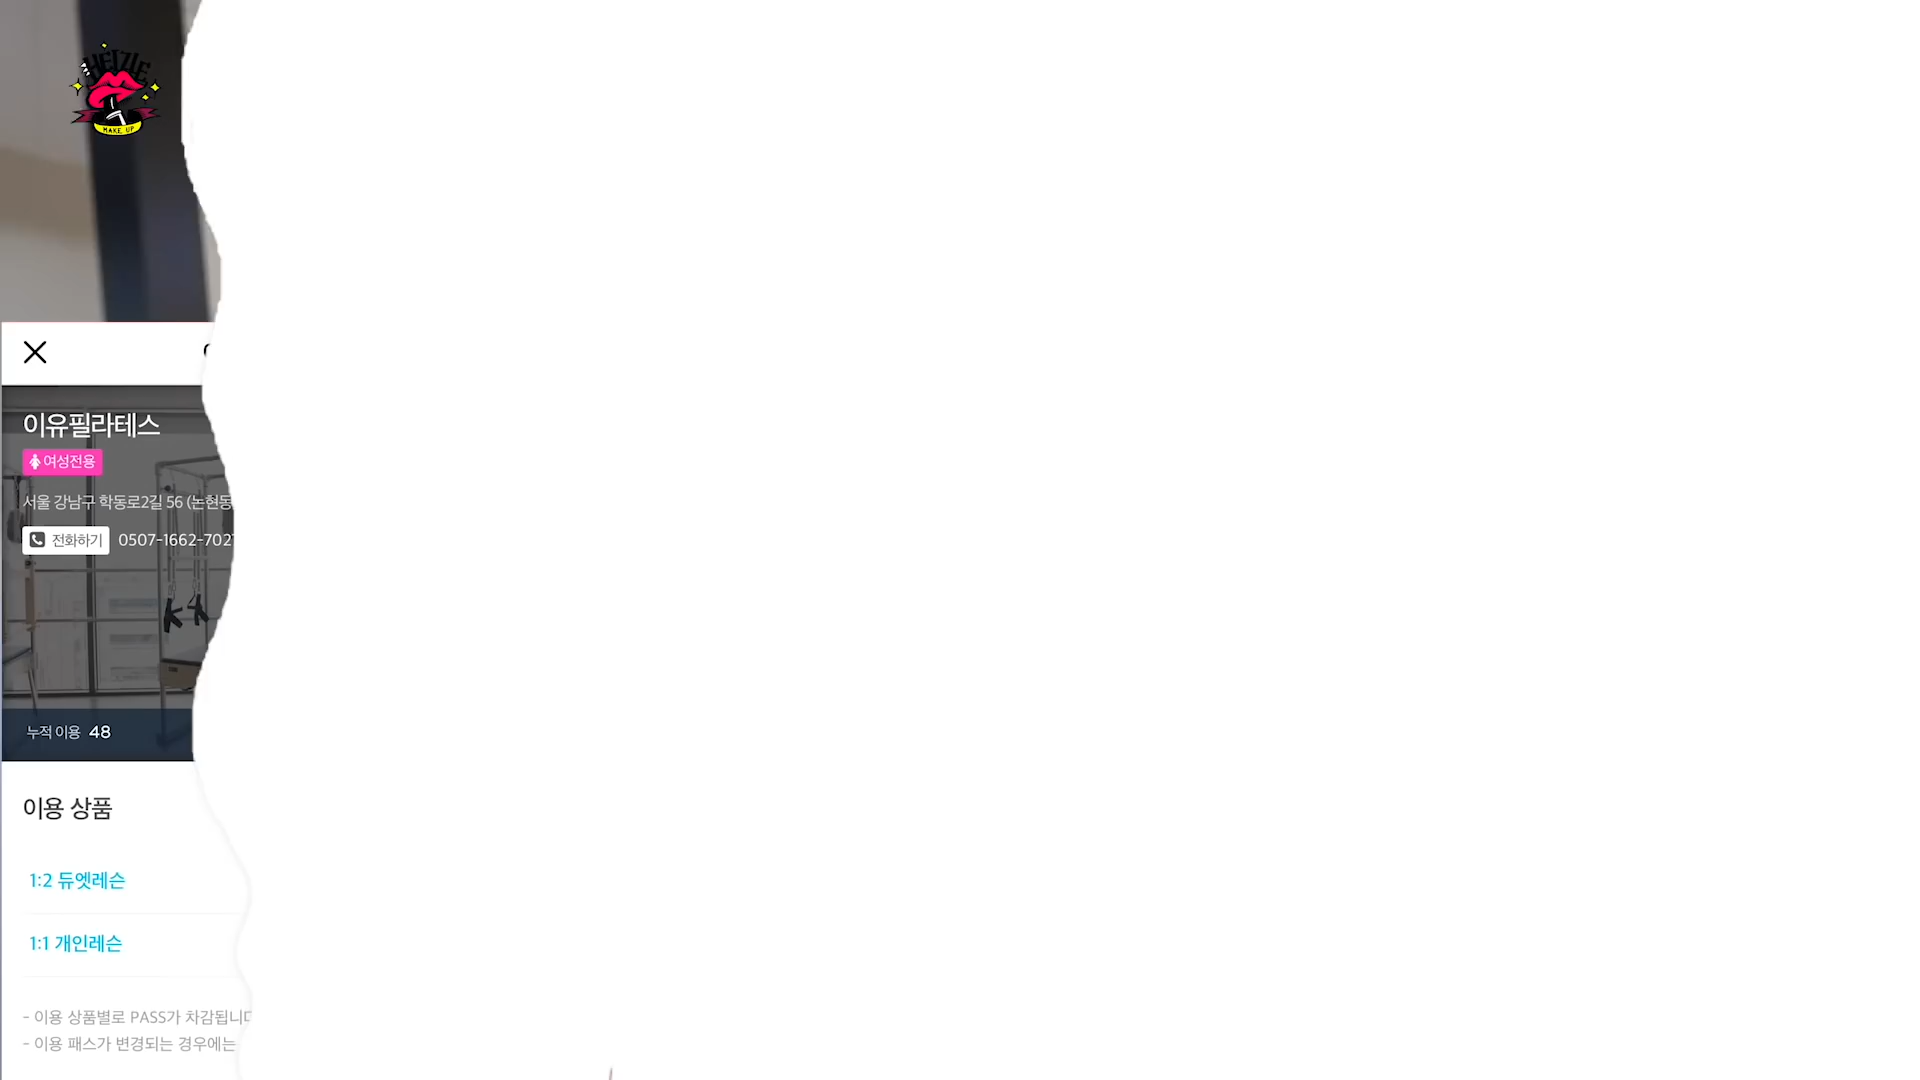 HEIZLE
MAKE UP
이유필라테스
여성전용
서울 강남구 학동로2길 56 (논현동
전화하기 0507-1662-702
누적 이용 48
이용 상품
1:2 듀엣레슨
1:1 개인레슨
- 이용 상품별로 PASS가
- 이용 패스가 변경되는 경우에는